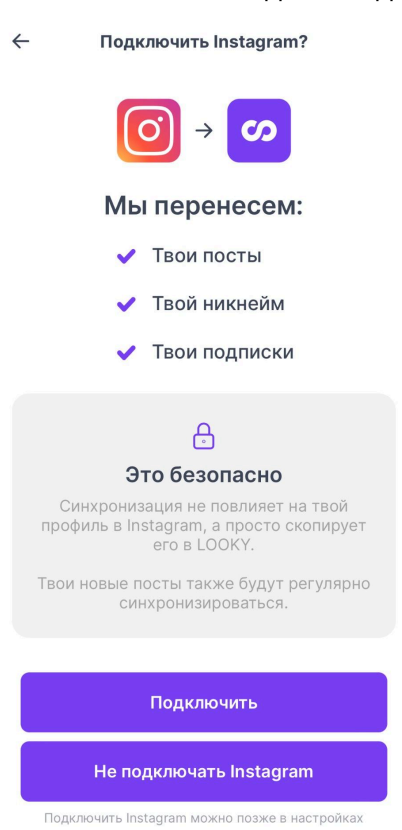 Подключить Instagram?
Мы перенесем:
Твои посты
Твой никнейм
Твои подписки
Это безопасно
Синхронизация не повлияет на твой
профиль в Instagram, а просто скопирует
его в LOOKY.
Твои новые посты также будут регулярно
синхронизироваться.
Подключить
Не подключать Instagram
Подключить Instagram можно позже в настройках